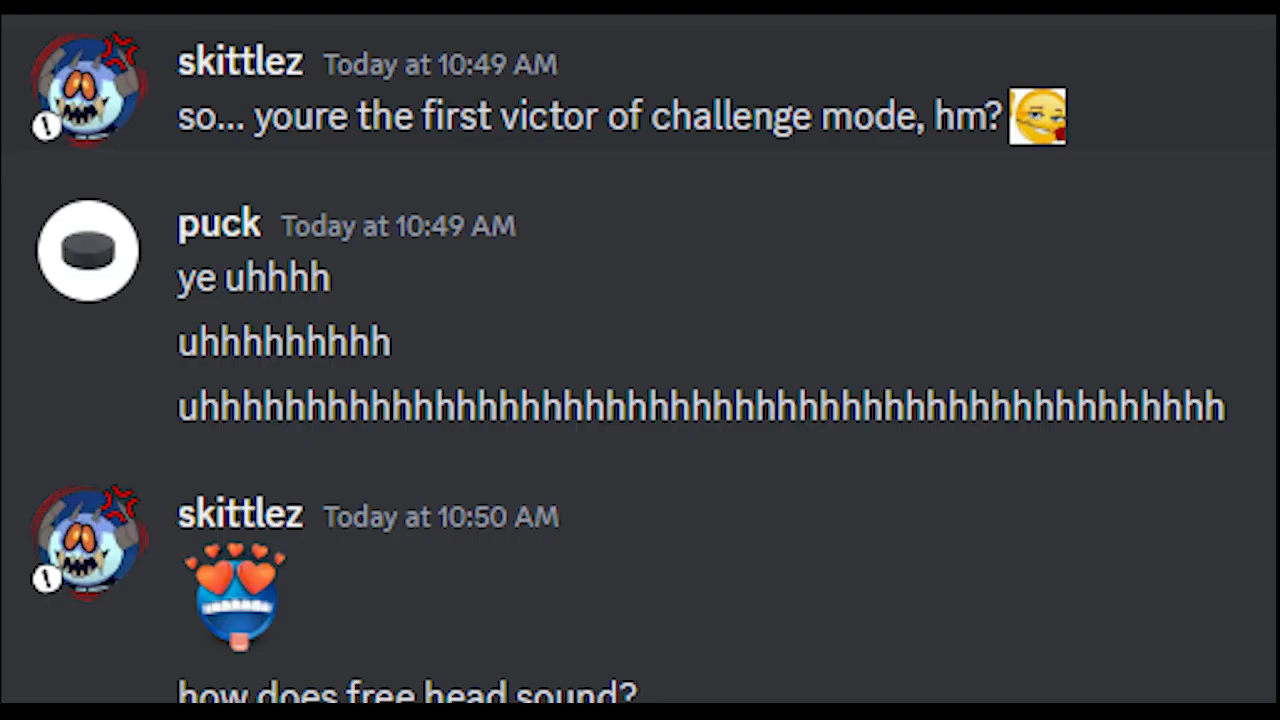 skittlez Today at 10:49 AM
so... youre the first victor of challenge mode, hm?
puck Today at 10:49 AM
ye uhhhh
uhhhhhhhhh
uhhhhhhhhhhhhhhhhhhhhhhhhhhhhhhhhhhhhhhhhhhhhhhhh
skittlez Today at 10:50 AM
how does free head sound?